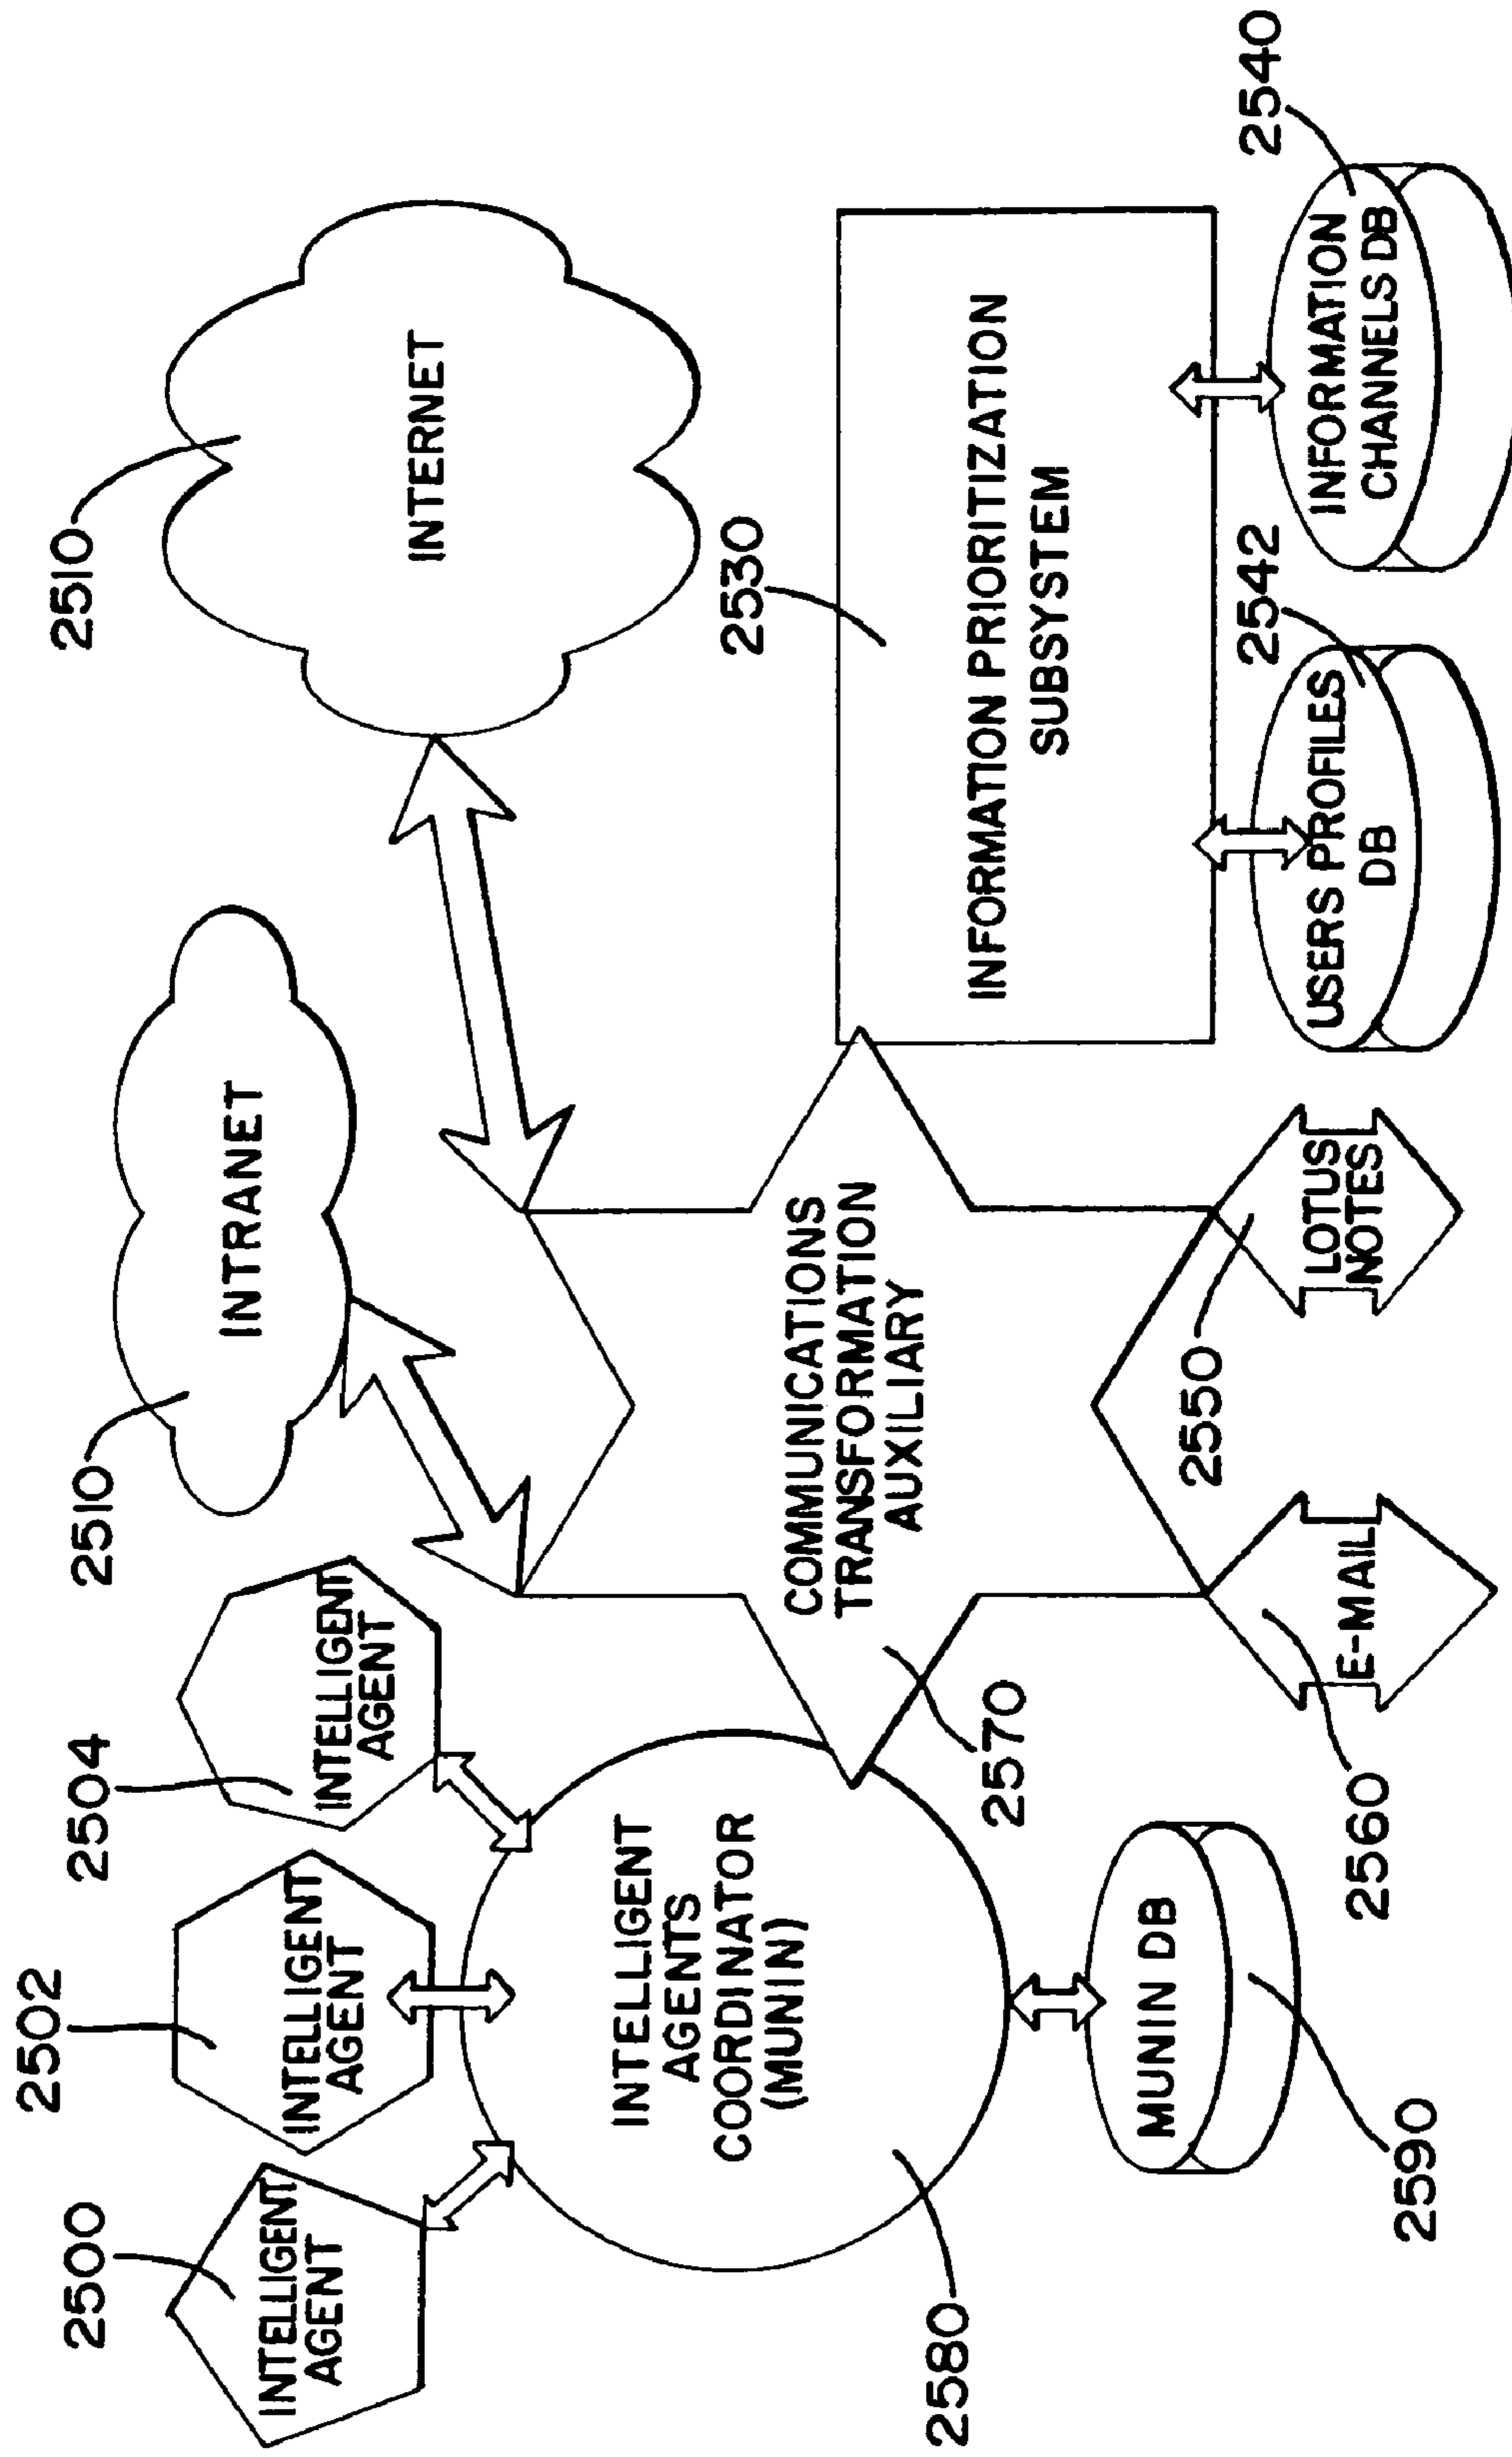 2500
INTELLIGENT
AGENT
2502
INTELLIGENT
AGENT
2504
INTELLIGENT
AGENT
2510
INTRANET
2510
INTERNET
INTELLIGENT
AGENTS
COORDINATOR
(MUNIN)
2580
COMMUNICATIONS
TRANSFORMATION
AUXILIARY
2570
2530
INFORMATION PRIORITIZATION
SUBSYSTEM
MUNIN DB
2590
E-MAIL
2560
LOTUS
NOTES
2550
USERS PROFILES
DB
2542
INFORMATION
CHANNELS DB
2540